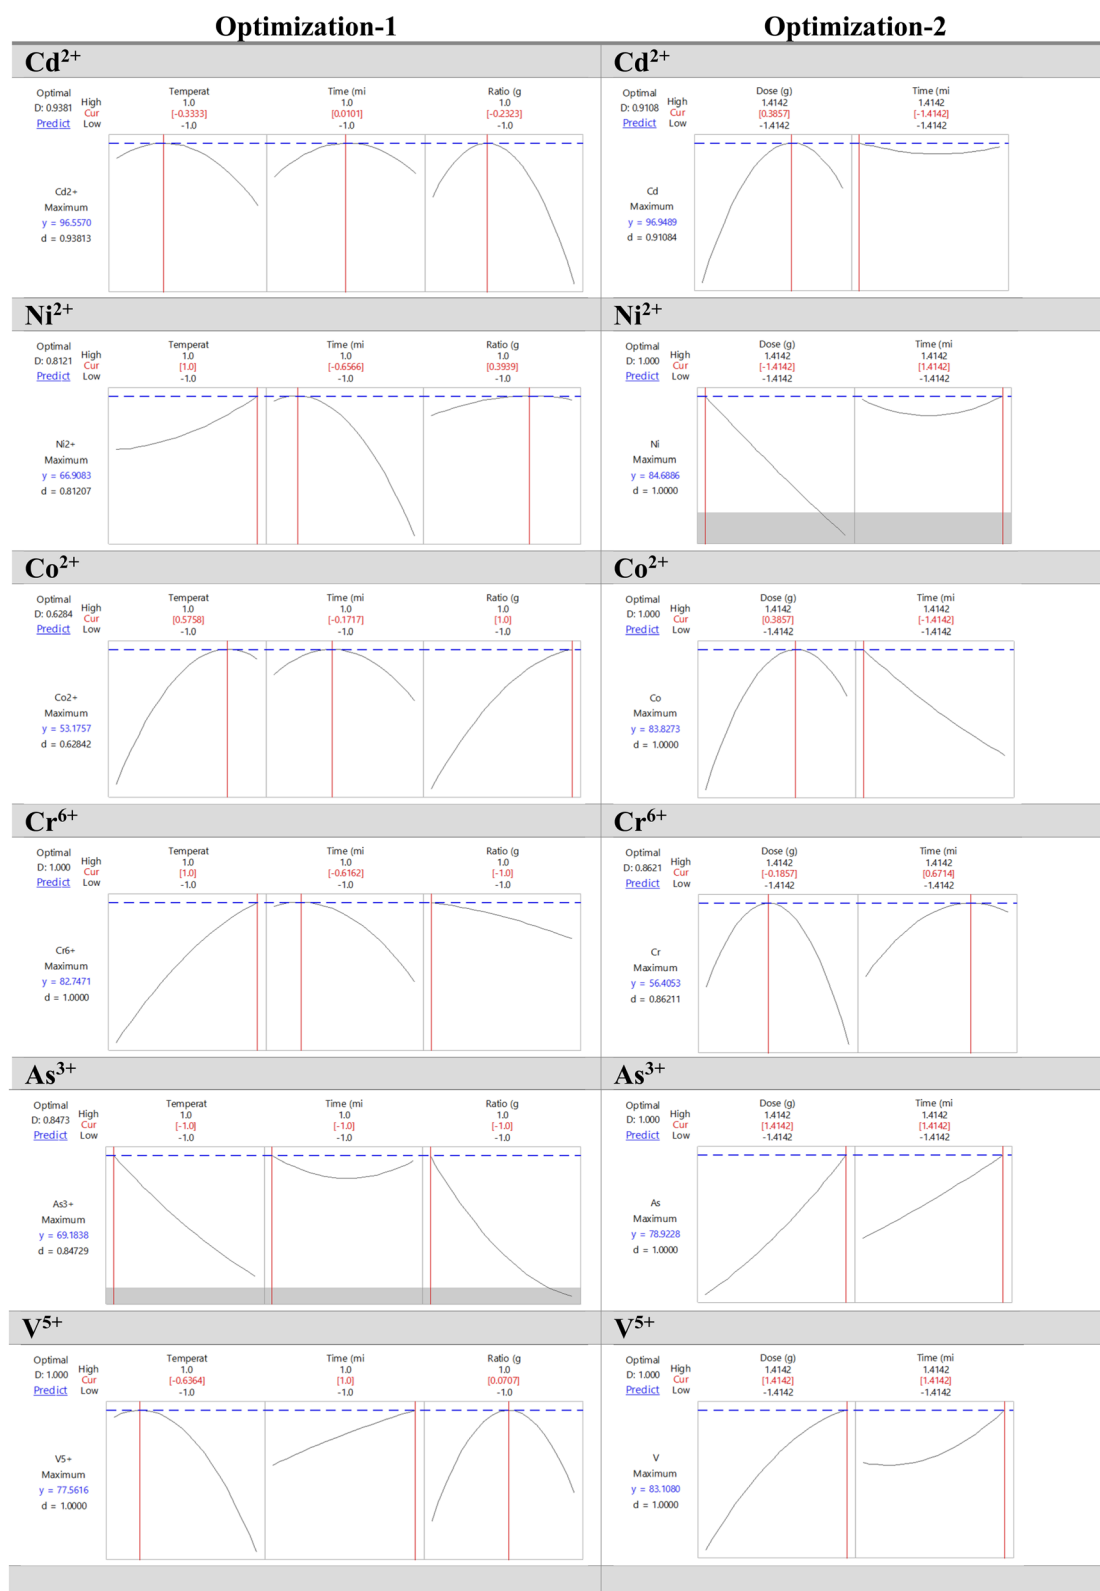 Optimization-1 Optimization-2
Cd²⁺ Cd²⁺
Optimal Temperat Time (mi Ratio (g
D: 0.9381 High 1.0 1.0 1.0
Cur [-0.3333] [0.0101] [-0.2323]
Predict Low -1.0 -1.0 -1.0
Cd2+
Maximum
y = 96.5570
d = 0.93813
Optimal Dose (g) Time (mi
D: 0.9108 High 1.4142 1.4142
Cur [0.3857] [-1.4142]
Predict Low -1.4142 -1.4142
Cd
Maximum
y = 96.9489
d = 0.91084
Ni²⁺ Ni²⁺
Optimal Temperat Time (mi Ratio (g
D: 0.8121 High 1.0 1.0 1.0
Cur [1.0] [-0.6566] [0.3939]
Predict Low -1.0 -1.0 -1.0
Ni2+
Maximum
y = 66.9083
d = 0.81207
Optimal Dose (g) Time (mi
D: 1.000 High 1.4142 1.4142
Cur [-1.4142] [1.4142]
Predict Low -1.4142 -1.4142
Ni
Maximum
y = 84.6886
d = 1.0000
Co²⁺ Co²⁺
Optimal Temperat Time (mi Ratio (g
D: 0.6284 High 1.0 1.0 1.0
Cur [0.5758] [-0.1717] [1.0]
Predict Low -1.0 -1.0 -1.0
Co2+
Maximum
y = 53.1757
d = 0.62842
Optimal Dose (g) Time (mi
D: 1.000 High 1.4142 1.4142
Cur [0.3857] [-1.4142]
Predict Low -1.4142 -1.4142
Co
Maximum
y = 83.8273
d = 1.0000
Cr⁶⁺ Cr⁶⁺
Optimal Temperat Time (mi Ratio (g
D: 1.000 High 1.0 1.0 1.0
Cur [1.0] [-0.6162] [-1.0]
Predict Low -1.0 -1.0 -1.0
Cr6+
Maximum
y = 82.7471
d = 1.0000
Optimal Dose (g) Time (mi
D: 0.8621 High 1.4142 1.4142
Cur [-0.1857] [0.6714]
Predict Low -1.4142 -1.4142
Cr
Maximum
y = 56.4053
d = 0.86211
As³⁺ As³⁺
Optimal Temperat Time (mi Ratio (g
D: 0.8473 High 1.0 1.0 1.0
Cur [-1.0] [-1.0] [-1.0]
Predict Low -1.0 -1.0 -1.0
As3+
Maximum
y = 69.1838
d = 0.84729
Optimal Dose (g) Time (mi
D: 1.000 High 1.4142 1.4142
Cur [1.4142] [1.4142]
Predict Low -1.4142 -1.4142
As
Maximum
y = 78.9228
d = 1.0000
V⁵⁺ V⁵⁺
Optimal Temperat Time (mi Ratio (g
D: 1.000 High 1.0 1.0 1.0
Cur [-0.6364] [1.0] [0.0707]
Predict Low -1.0 -1.0 -1.0
V5+
Maximum
y = 77.5616
d = 1.0000
Optimal Dose (g) Time (mi
D: 1.000 High 1.4142 1.4142
Cur [1.4142] [1.4142]
Predict Low -1.4142 -1.4142
V
Maximum
y = 83.1080
d = 1.0000